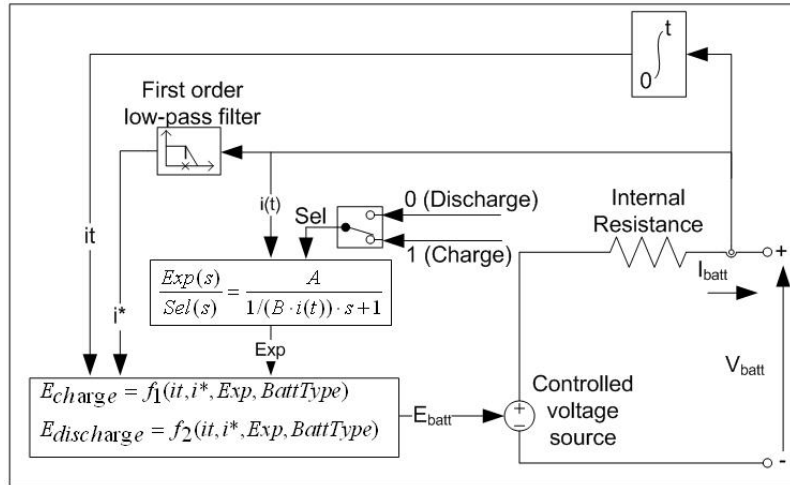 t
0
First order
low-pass filter
i(t)
Sel
0 (Discharge)
1 (Charge)
Internal
Resistance
+
I_batt
it
i*
Exp(s)/Sel(s) = A/(1/(B·i(t))·s+1)
Exp
E_charge = f_1(it,i*,Exp,BattType)
E_discharge = f_2(it,i*,Exp,BattType)
E_batt
+
−
Controlled
voltage
source
V_batt
-